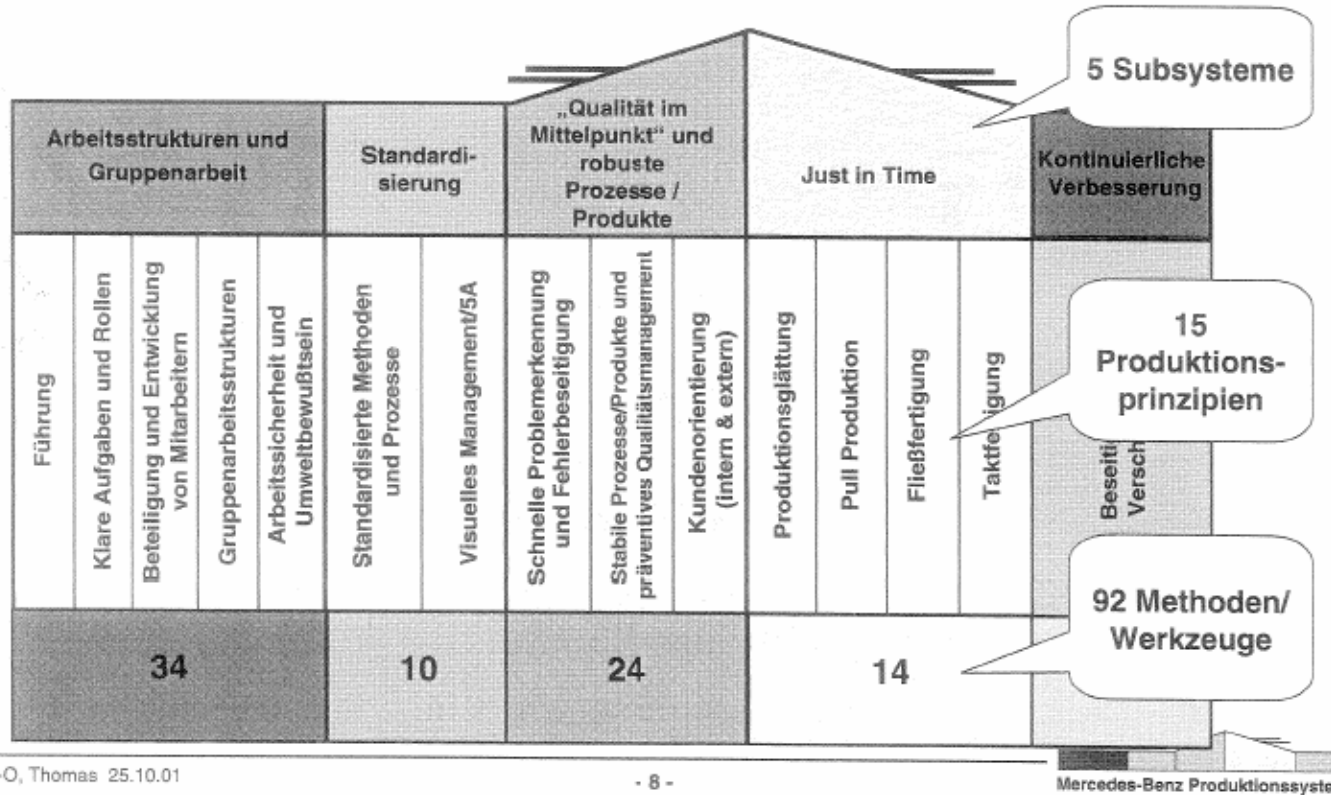 5 Subsysteme
Arbeitsstrukturen und
Gruppenarbeit
Standardi-
sierung
„Qualität im
Mittelpunkt“ und
robuste
Prozesse /
Produkte
Just in Time
Kontinuierliche
Verbesserung
Führung
Klare Aufgaben und Rollen
Beteiligung und Entwicklung
von Mitarbeitern
Gruppenarbeitsstrukturen
Arbeitssicherheit und
Umweltbewußtsein
Standardisierte Methoden
und Prozesse
Visuelles Management/5A
Schnelle Problemerkennung
und Fehlerbeseitigung
Stabile Prozesse/Produkte und
präventives Qualitätsmanagement
Kundenorientierung
(intern & extern)
Produktionsglättung
Pull Produktion
Fließfertigung
Taktfe igung
Beseiti
Versch
15
Produktions-
prinzipien
92 Methoden/
Werkzeuge
34
10
24
14
-O, Thomas 25.10.01
- 8 -
Mercedes-Benz Produktionssyste